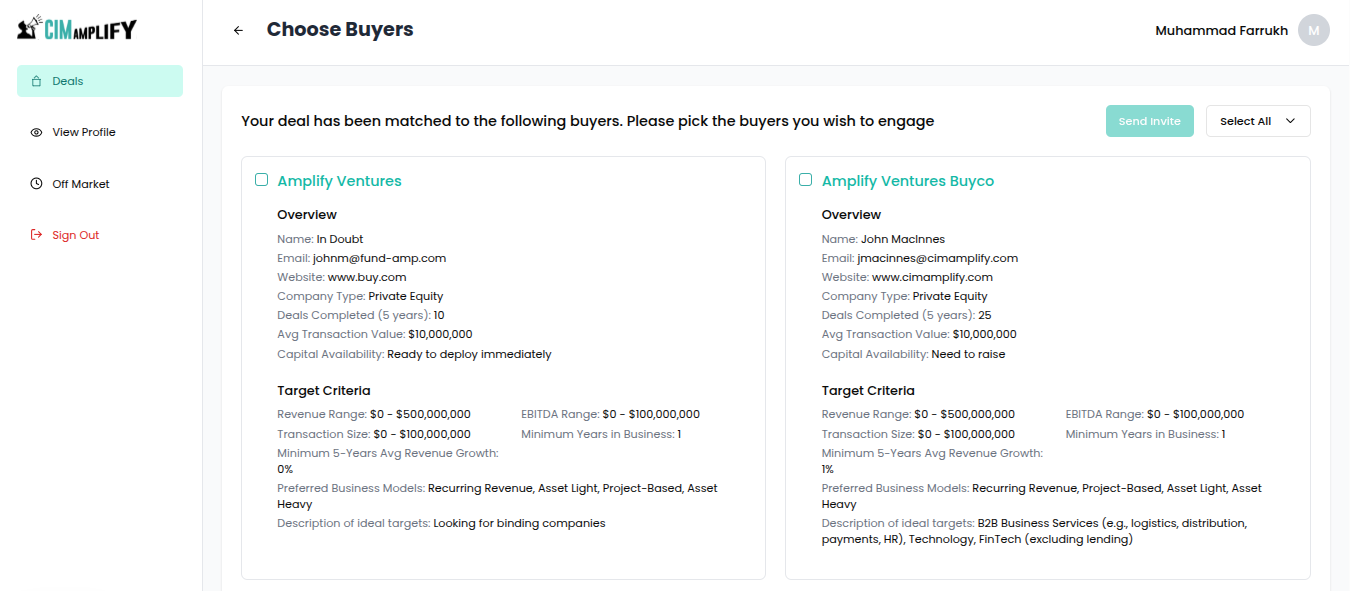 CIMAMPLIFY
Choose Buyers
Muhammad Farrukh
M
Deals
View Profile
Off Market
Sign Out
Your deal has been matched to the following buyers. Please pick the buyers you wish to engage
Send Invite
Select All
Amplify Ventures
Overview
Name: In Doubt
Email: johnm@fund-amp.com
Website: www.buy.com
Company Type: Private Equity
Deals Completed (5 years): 10
Avg Transaction Value: $10,000,000
Capital Availability: Ready to deploy immediately
Target Criteria
Revenue Range: $0 - $500,000,000
EBITDA Range: $0 - $100,000,000
Transaction Size: $0 - $100,000,000
Minimum Years in Business: 1
Minimum 5-Years Avg Revenue Growth:
0%
Preferred Business Models: Recurring Revenue, Asset Light, Project-Based, Asset
Heavy
Description of ideal targets: Looking for binding companies
Amplify Ventures Buyco
Overview
Name: John MacInnes
Email: jmacinnes@cimamplify.com
Website: www.cimamplify.com
Company Type: Private Equity
Deals Completed (5 years): 25
Avg Transaction Value: $10,000,000
Capital Availability: Need to raise
Target Criteria
Revenue Range: $0 - $500,000,000
EBITDA Range: $0 - $100,000,000
Transaction Size: $0 - $100,000,000
Minimum Years in Business: 1
Minimum 5-Years Avg Revenue Growth:
1%
Preferred Business Models: Recurring Revenue, Project-Based, Asset Light, Asset
Heavy
Description of ideal targets: B2B Business Services (e.g., logistics, distribution,
payments, HR), Technology, FinTech (excluding lending)